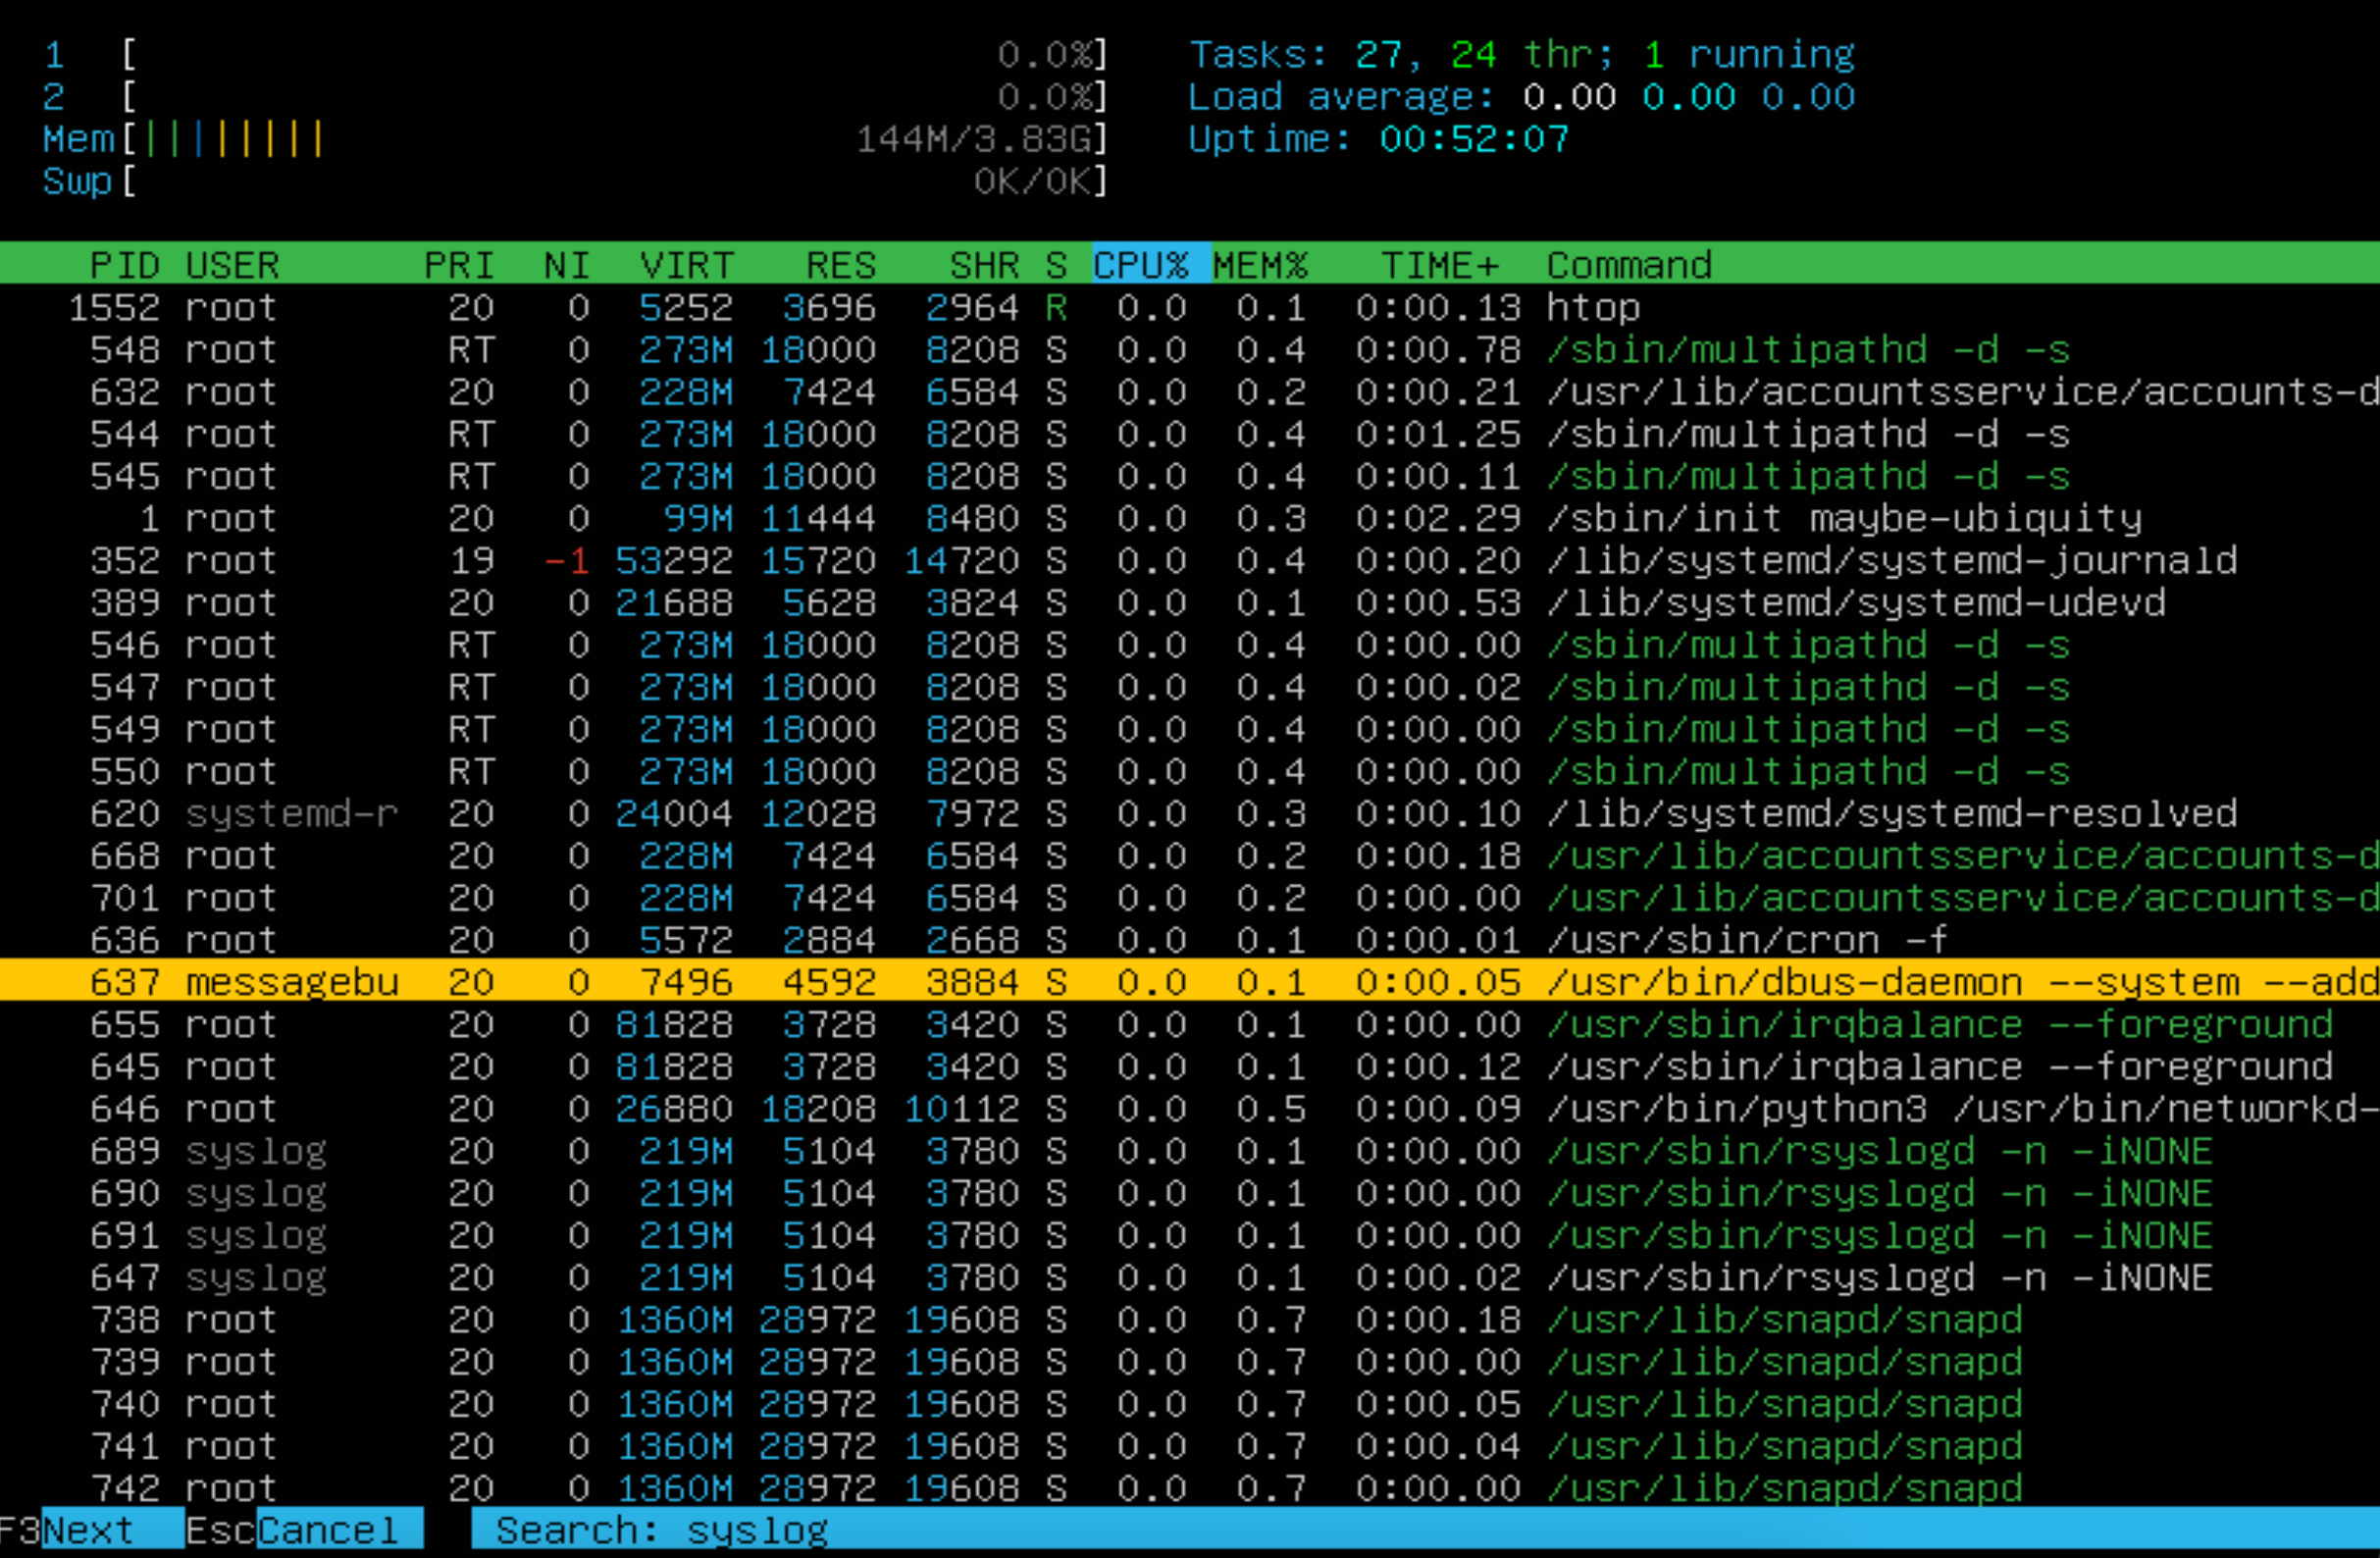 1 [ 0.0%] Tasks: 27, 24 thr; 1 running
2 [ 0.0%] Load average: 0.00 0.00 0.00
Mem[|||||||| 144M/3.83G] Uptime: 00:52:07
Swp[ 0K/0K]
PID USER PRI NI VIRT RES SHR S CPU% MEM% TIME+ Command
1552 root 20 0 5252 3696 2964 R 0.0 0.1 0:00.13 htop
548 root RT 0 273M 18000 8208 S 0.0 0.4 0:00.78 /sbin/multipathd -d -s
632 root 20 0 228M 7424 6584 S 0.0 0.2 0:00.21 /usr/lib/accountsservice/accounts-d
544 root RT 0 273M 18000 8208 S 0.0 0.4 0:01.25 /sbin/multipathd -d -s
545 root RT 0 273M 18000 8208 S 0.0 0.4 0:00.11 /sbin/multipathd -d -s
1 root 20 0 99M 11444 8480 S 0.0 0.3 0:02.29 /sbin/init maybe-ubiquity
352 root 19 -1 53292 15720 14720 S 0.0 0.4 0:00.20 /lib/systemd/systemd-journald
389 root 20 0 21688 5628 3824 S 0.0 0.1 0:00.53 /lib/systemd/systemd-udevd
546 root RT 0 273M 18000 8208 S 0.0 0.4 0:00.00 /sbin/multipathd -d -s
547 root RT 0 273M 18000 8208 S 0.0 0.4 0:00.02 /sbin/multipathd -d -s
549 root RT 0 273M 18000 8208 S 0.0 0.4 0:00.00 /sbin/multipathd -d -s
550 root RT 0 273M 18000 8208 S 0.0 0.4 0:00.00 /sbin/multipathd -d -s
620 systemd-r 20 0 24004 12028 7972 S 0.0 0.3 0:00.10 /lib/systemd/systemd-resolved
668 root 20 0 228M 7424 6584 S 0.0 0.2 0:00.18 /usr/lib/accountsservice/accounts-d
701 root 20 0 228M 7424 6584 S 0.0 0.2 0:00.00 /usr/lib/accountsservice/accounts-d
636 root 20 0 5572 2884 2668 S 0.0 0.1 0:00.01 /usr/sbin/cron -f
637 messagebu 20 0 7496 4592 3884 S 0.0 0.1 0:00.05 /usr/bin/dbus-daemon --system --add
655 root 20 0 81828 3728 3420 S 0.0 0.1 0:00.00 /usr/sbin/irqbalance --foreground
645 root 20 0 81828 3728 3420 S 0.0 0.1 0:00.12 /usr/sbin/irqbalance --foreground
646 root 20 0 26880 18208 10112 S 0.0 0.5 0:00.09 /usr/bin/python3 /usr/bin/networkd-
689 syslog 20 0 219M 5104 3780 S 0.0 0.1 0:00.00 /usr/sbin/rsyslogd -n -iNONE
690 syslog 20 0 219M 5104 3780 S 0.0 0.1 0:00.00 /usr/sbin/rsyslogd -n -iNONE
691 syslog 20 0 219M 5104 3780 S 0.0 0.1 0:00.00 /usr/sbin/rsyslogd -n -iNONE
647 syslog 20 0 219M 5104 3780 S 0.0 0.1 0:00.02 /usr/sbin/rsyslogd -n -iNONE
738 root 20 0 1360M 28972 19608 S 0.0 0.7 0:00.18 /usr/lib/snapd/snapd
739 root 20 0 1360M 28972 19608 S 0.0 0.7 0:00.00 /usr/lib/snapd/snapd
740 root 20 0 1360M 28972 19608 S 0.0 0.7 0:00.05 /usr/lib/snapd/snapd
741 root 20 0 1360M 28972 19608 S 0.0 0.7 0:00.04 /usr/lib/snapd/snapd
742 root 20 0 1360M 28972 19608 S 0.0 0.7 0:00.00 /usr/lib/snapd/snapd
F3Next EscCancel Search: syslog